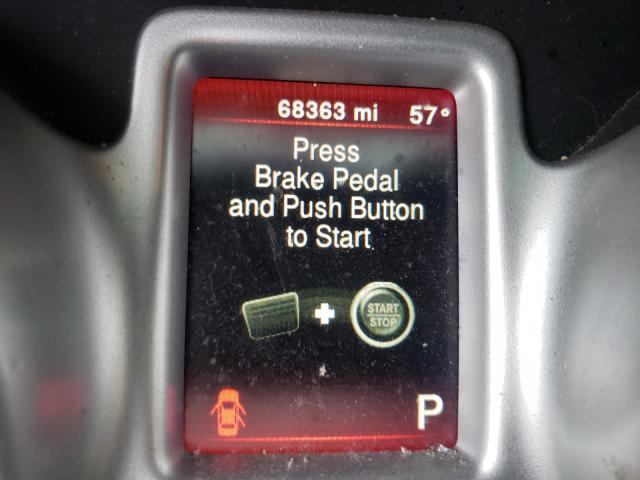 68363 mi 57°
Press
Brake Pedal
and Push Button
to Start
START
STOP
P